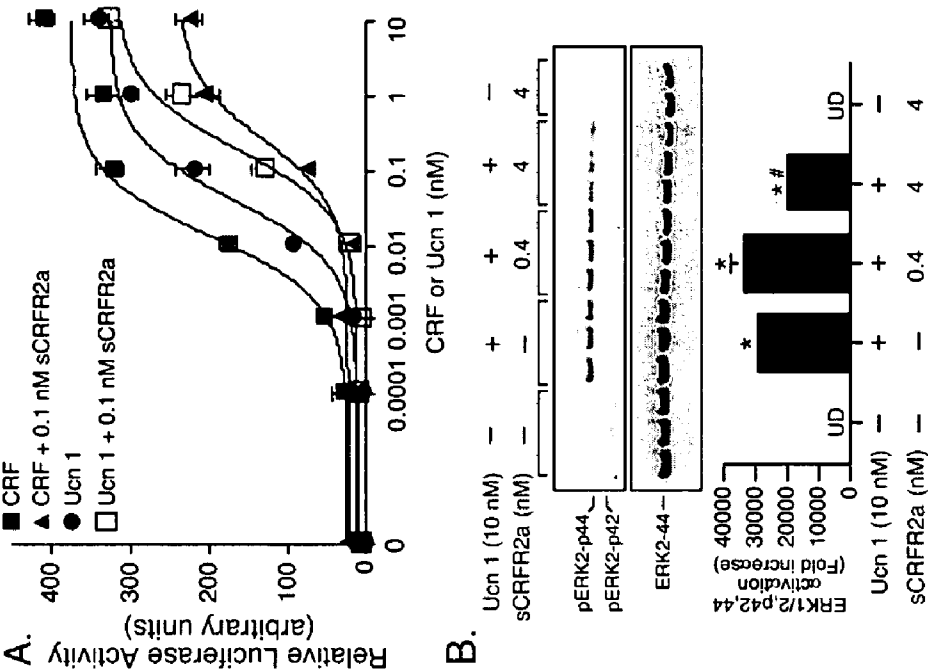 A.
■ CRF
▲ CRF + 0.1 nM sCRFR2a
● Ucn 1
□ Ucn 1 + 0.1 nM sCRFR2a
Relative Luciferase Activity
(arbitrary units)
400
300
200
100
0
0 0.0001 0.001 0.01 0.1 1 10
CRF or Ucn 1 (nM)
B.
Ucn 1 (10 nM) – + + + –
sCRFR2a (nM) – – 0.4 4 4
pERK2-p44
pERK2-p42
ERK2-44
ERK1/2,p42,44
activation
(Fold increase)
40000
30000
20000
10000
0
UD * * *# UD
Ucn 1 (10 nM) – + + + –
sCRFR2a (nM) – – 0.4 4 4